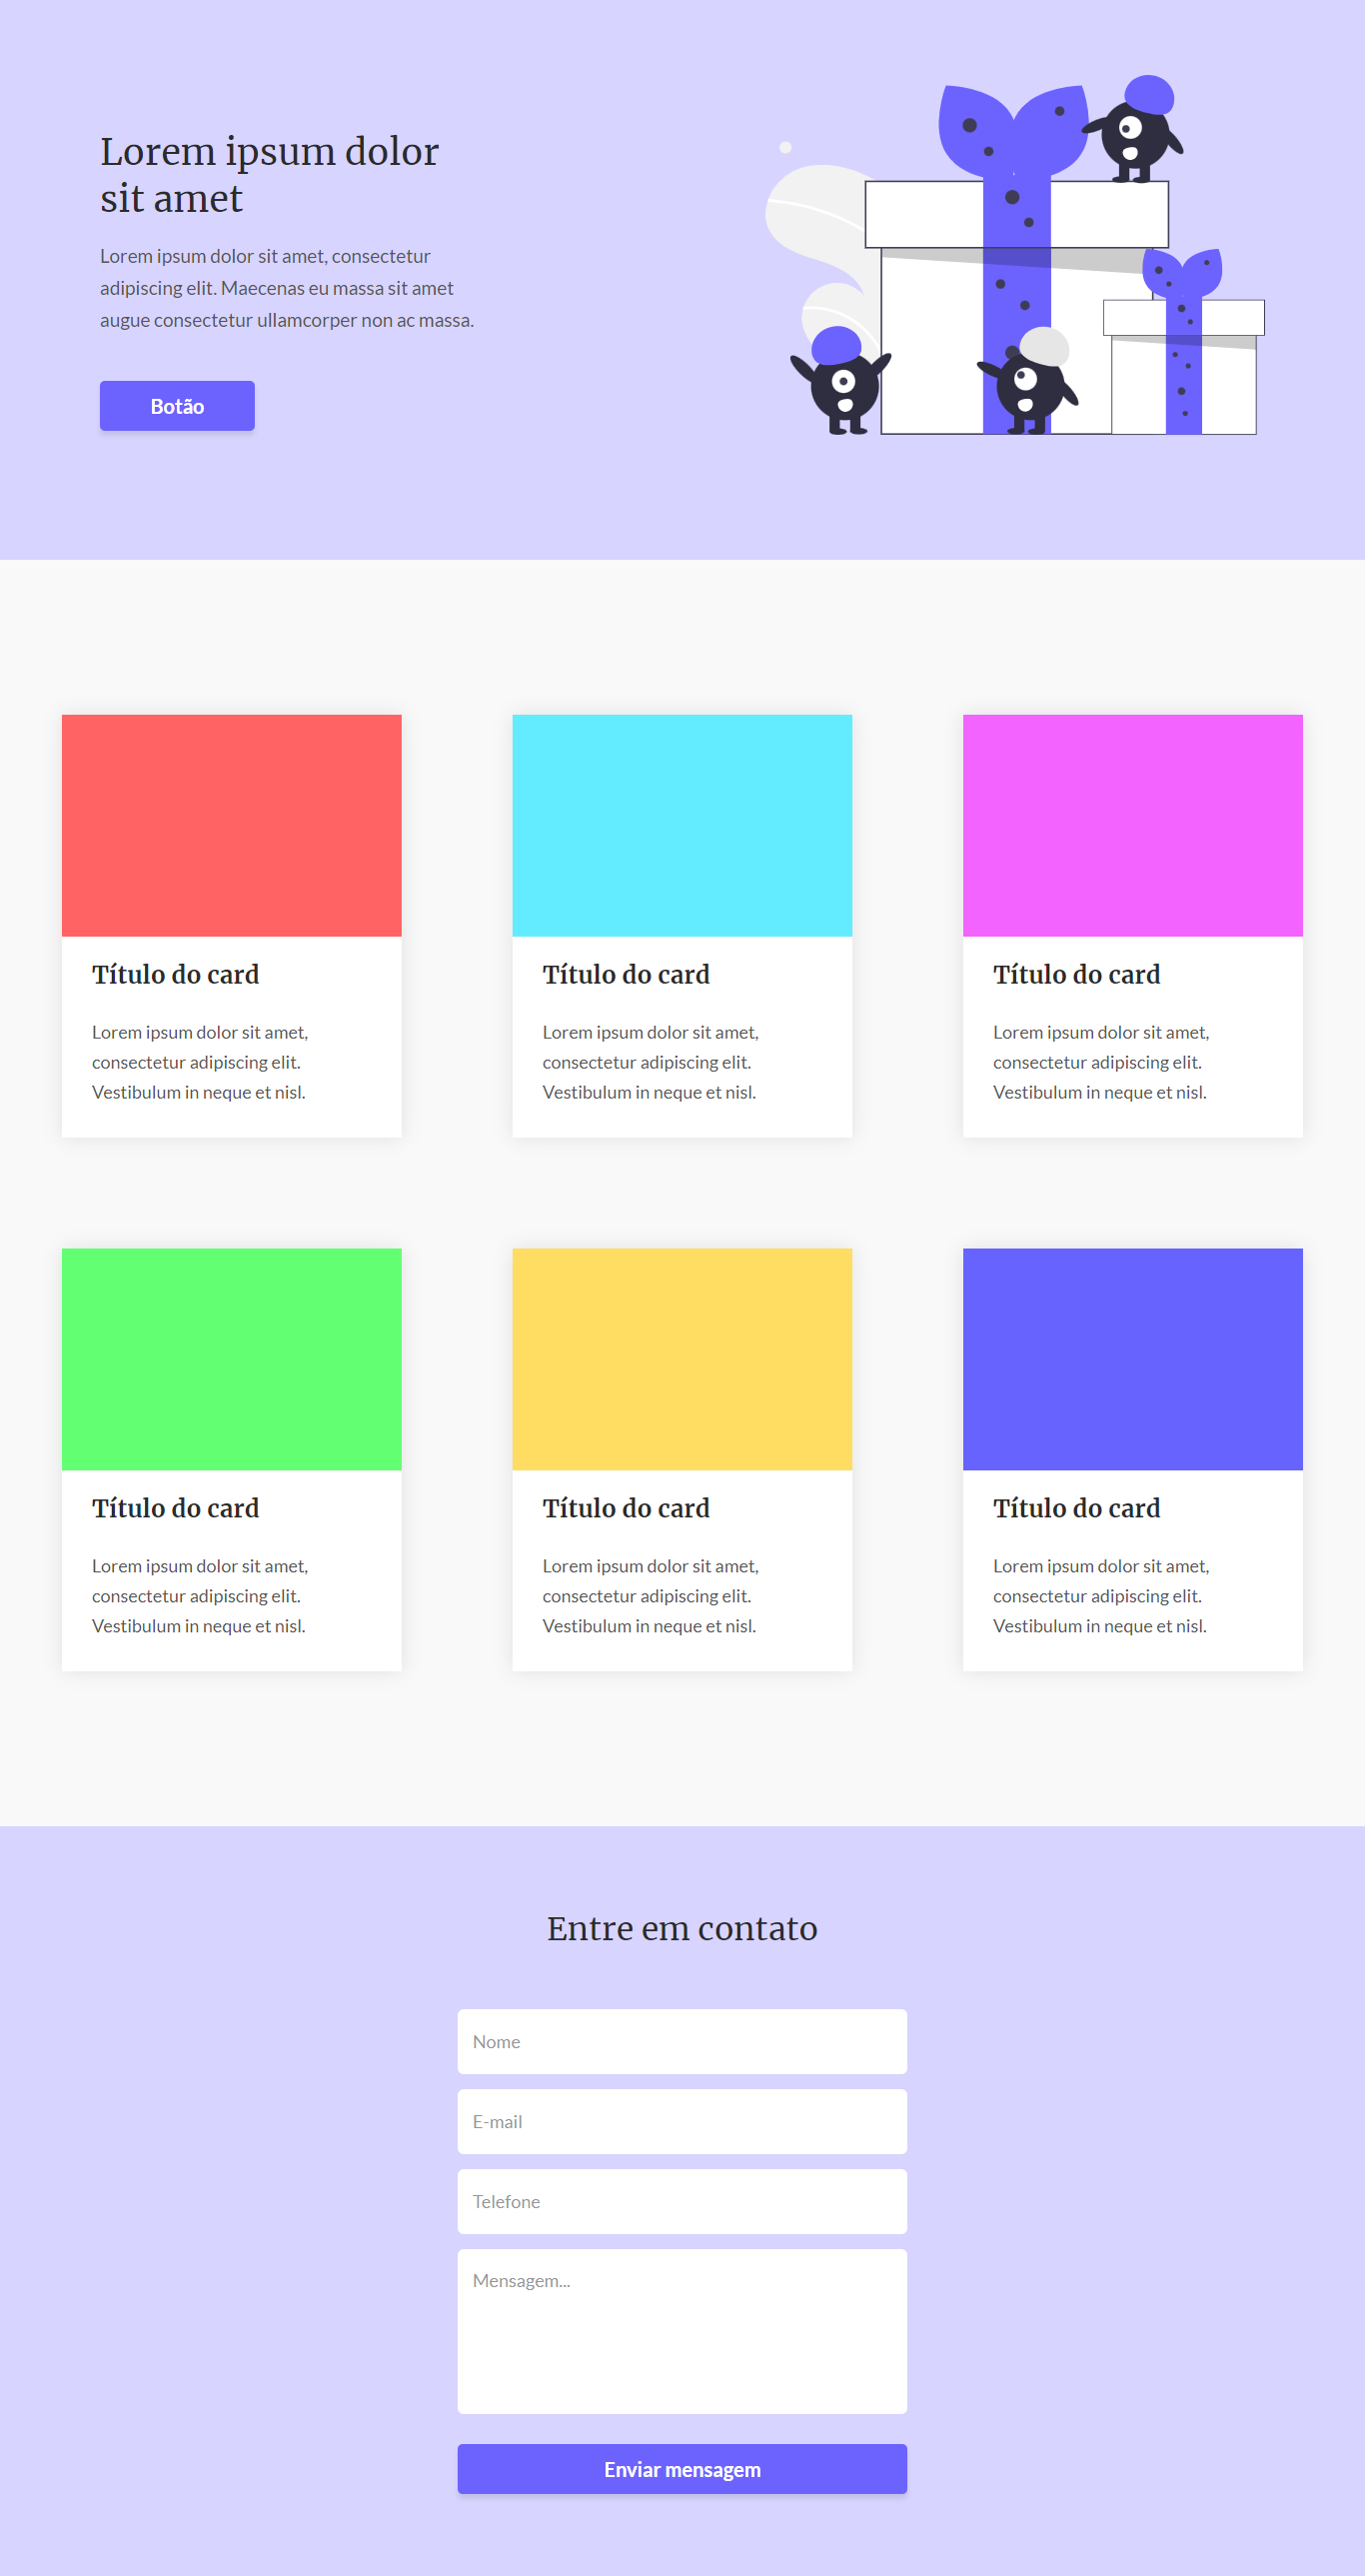 Lorem ipsum dolor
sit amet
Lorem ipsum dolor sit amet, consectetur
adipiscing elit. Maecenas eu massa sit amet
augue consectetur ullamcorper non ac massa.
Botão
Título do card
Lorem ipsum dolor sit amet,
consectetur adipiscing elit.
Vestibulum in neque et nisl.
Título do card
Lorem ipsum dolor sit amet,
consectetur adipiscing elit.
Vestibulum in neque et nisl.
Título do card
Lorem ipsum dolor sit amet,
consectetur adipiscing elit.
Vestibulum in neque et nisl.
Título do card
Lorem ipsum dolor sit amet,
consectetur adipiscing elit.
Vestibulum in neque et nisl.
Título do card
Lorem ipsum dolor sit amet,
consectetur adipiscing elit.
Vestibulum in neque et nisl.
Título do card
Lorem ipsum dolor sit amet,
consectetur adipiscing elit.
Vestibulum in neque et nisl.
Entre em contato
Nome
E-mail
Telefone
Mensagem...
Enviar mensagem